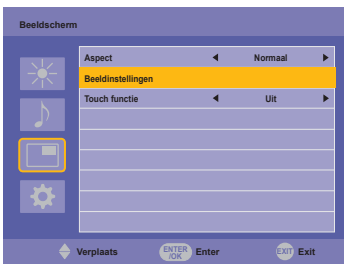 Beeldscherm
Aspect Normaal
Beeldinstellingen
Touch functie Uit
Verplaats ENTER /OK Enter EXIT Exit